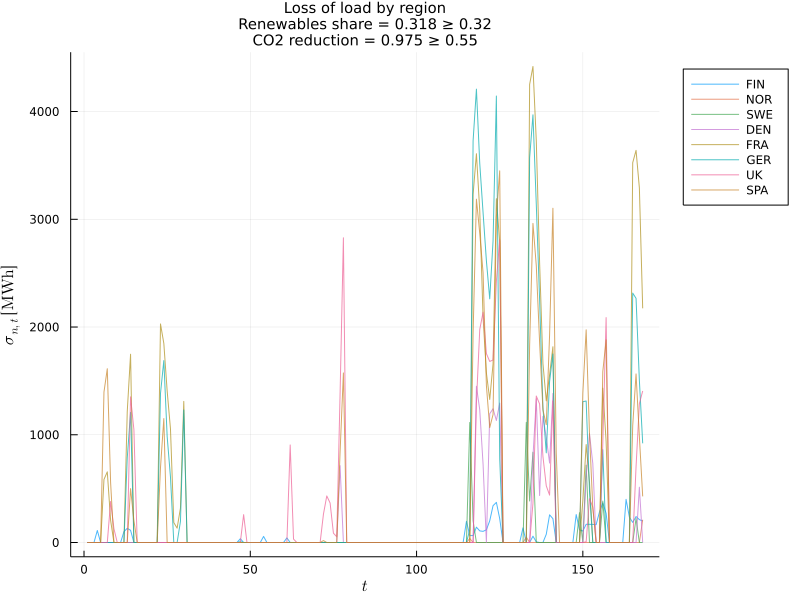 Loss of load by region
Renewables share = 0.318 ≥ 0.32
CO2 reduction = 0.975 ≥ 0.55
σn,t [MWh]
4000
3000
2000
1000
0
0 50 100 150
t
FIN
NOR
SWE
DEN
FRA
GER
UK
SPA